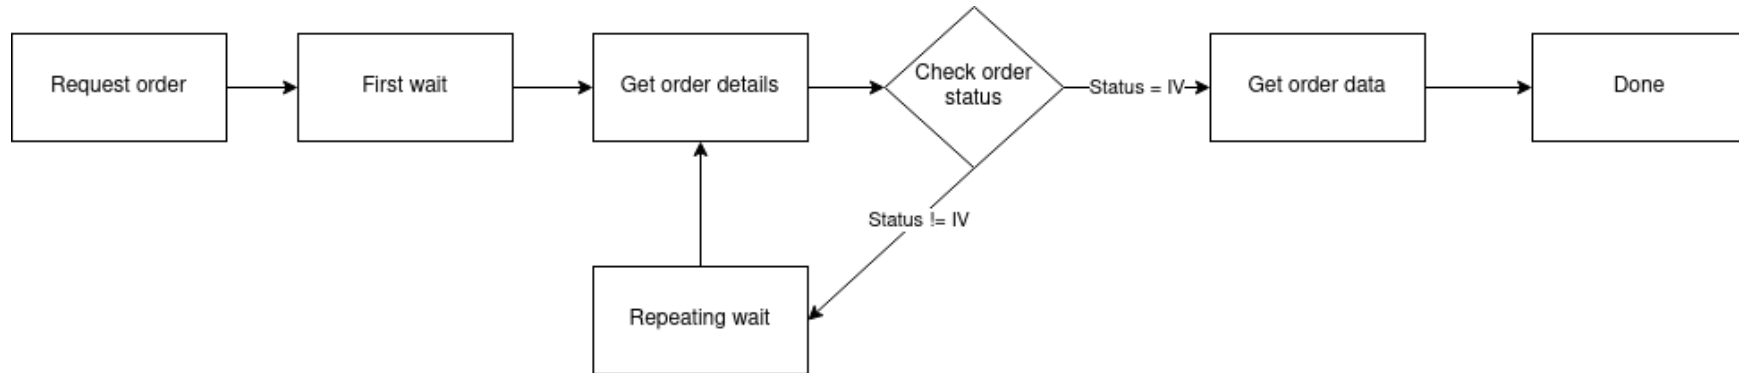 Request order
First wait
Get order details
Check order
status
Status = IV
Get order data
Done
Status != IV
Repeating wait